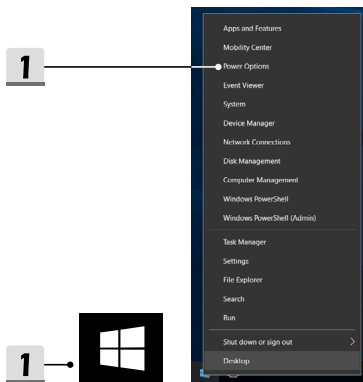 Apps and Features
Mobility Center
1
Power Options
Event Viewer
System
Device Manager
Network Connections
Disk Management
Computer Management
Windows PowerShell
Windows PowerShell (Admin)
Task Manager
Settings
File Explorer
Search
Run
Shut down or sign out
1
Desktop